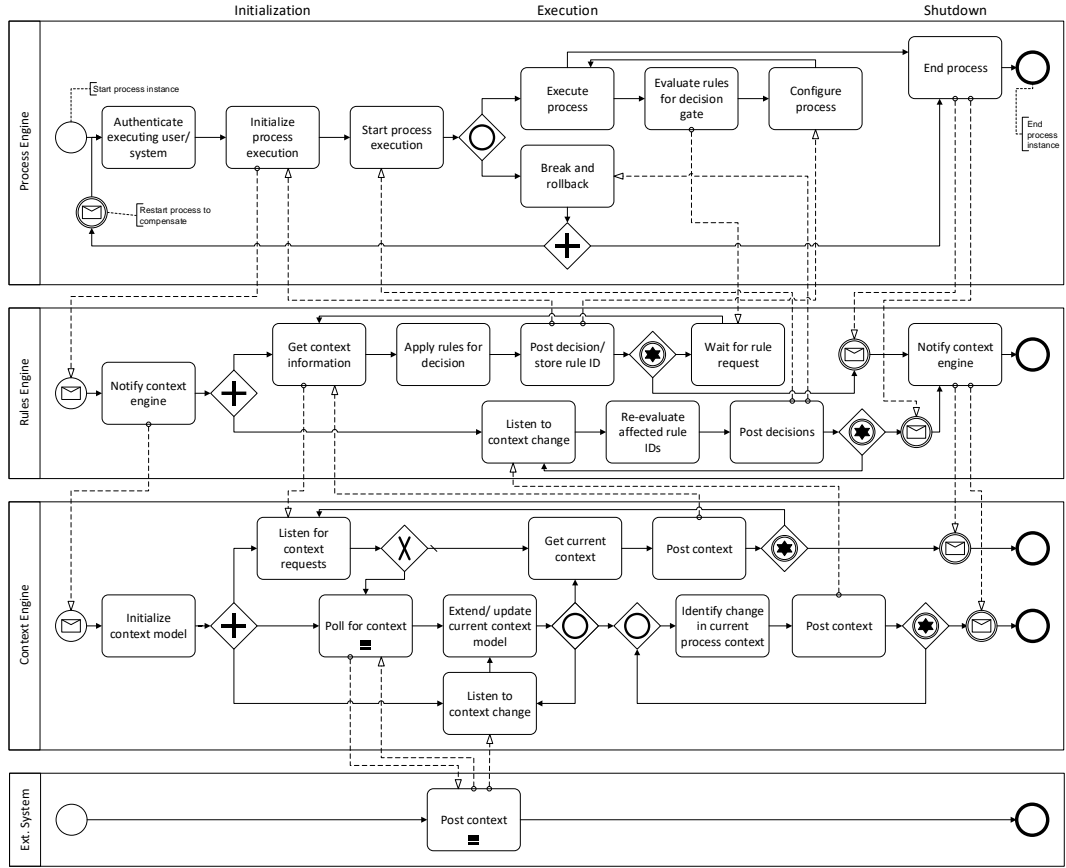 Initialization
Execution
Shutdown
Process Engine
Start process instance
Authenticate
executing user/
system
Initialize
process
execution
Start process
execution
Execute
process
Evaluate rules
for decision
gate
Configure
process
End process
End
process
instance
Break and
rollback
Restart process to
compensate
Rules Engine
Notify context
engine
Get context
information
Apply rules for
decision
Post decision/
store rule ID
Wait for rule
request
Notify context
engine
Listen to
context change
Re-evaluate
affected rule
IDs
Post decisions
Context Engine
Listen for
context
requests
Get current
context
Post context
Initialize
context model
Poll for context
Extend/ update
current context
model
Identify change
in current
process context
Post context
Listen to
context change
Ext. System
Post context